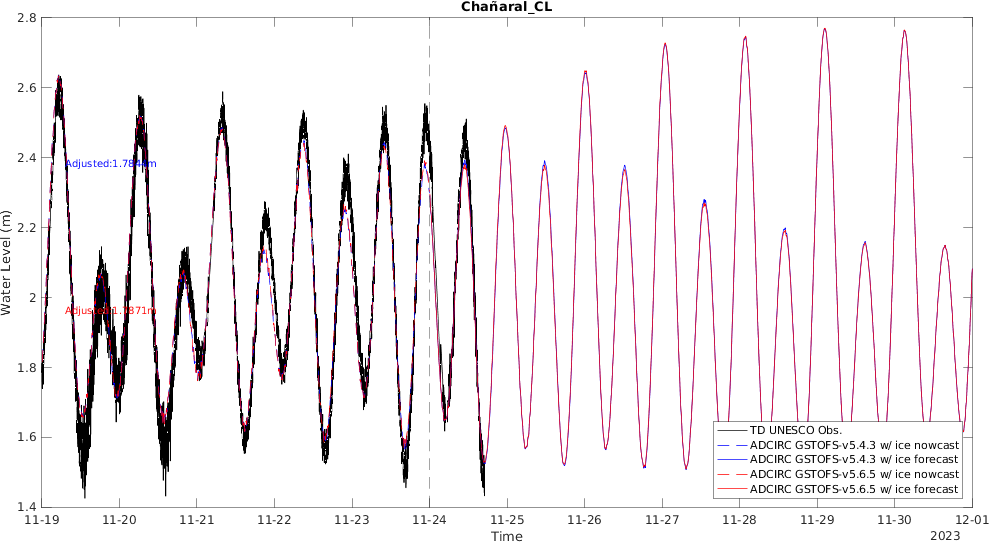 Chañaral_CL
2.8
2.6
2.4
2.2
2
1.8
1.6
1.4
Water Level (m)
Adjusted:1.7844m
Adjusted:1.7871m
TD UNESCO Obs.
ADCIRC GSTOFS-v5.4.3 w/ ice nowcast
ADCIRC GSTOFS-v5.4.3 w/ ice forecast
ADCIRC GSTOFS-v5.6.5 w/ ice nowcast
ADCIRC GSTOFS-v5.6.5 w/ ice forecast
11-19 11-20 11-21 11-22 11-23 11-24 11-25 11-26 11-27 11-28 11-29 11-30 12-01
Time
2023